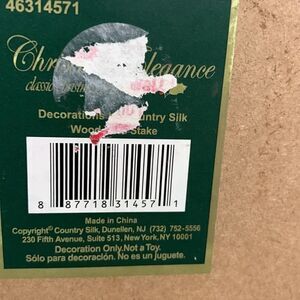 46314571
Chri elegance
classic
Decorations ntry Silk
Wood Stake
8 87718 31457 1
Made in China
Copyright© Country Silk, Dunellen, NJ (732) 752-5556
230 Fifth Avenue, Suite 513, New York, NY 10001
Decoration Only. Not a Toy.
Sólo para decoración. No es un juguete.